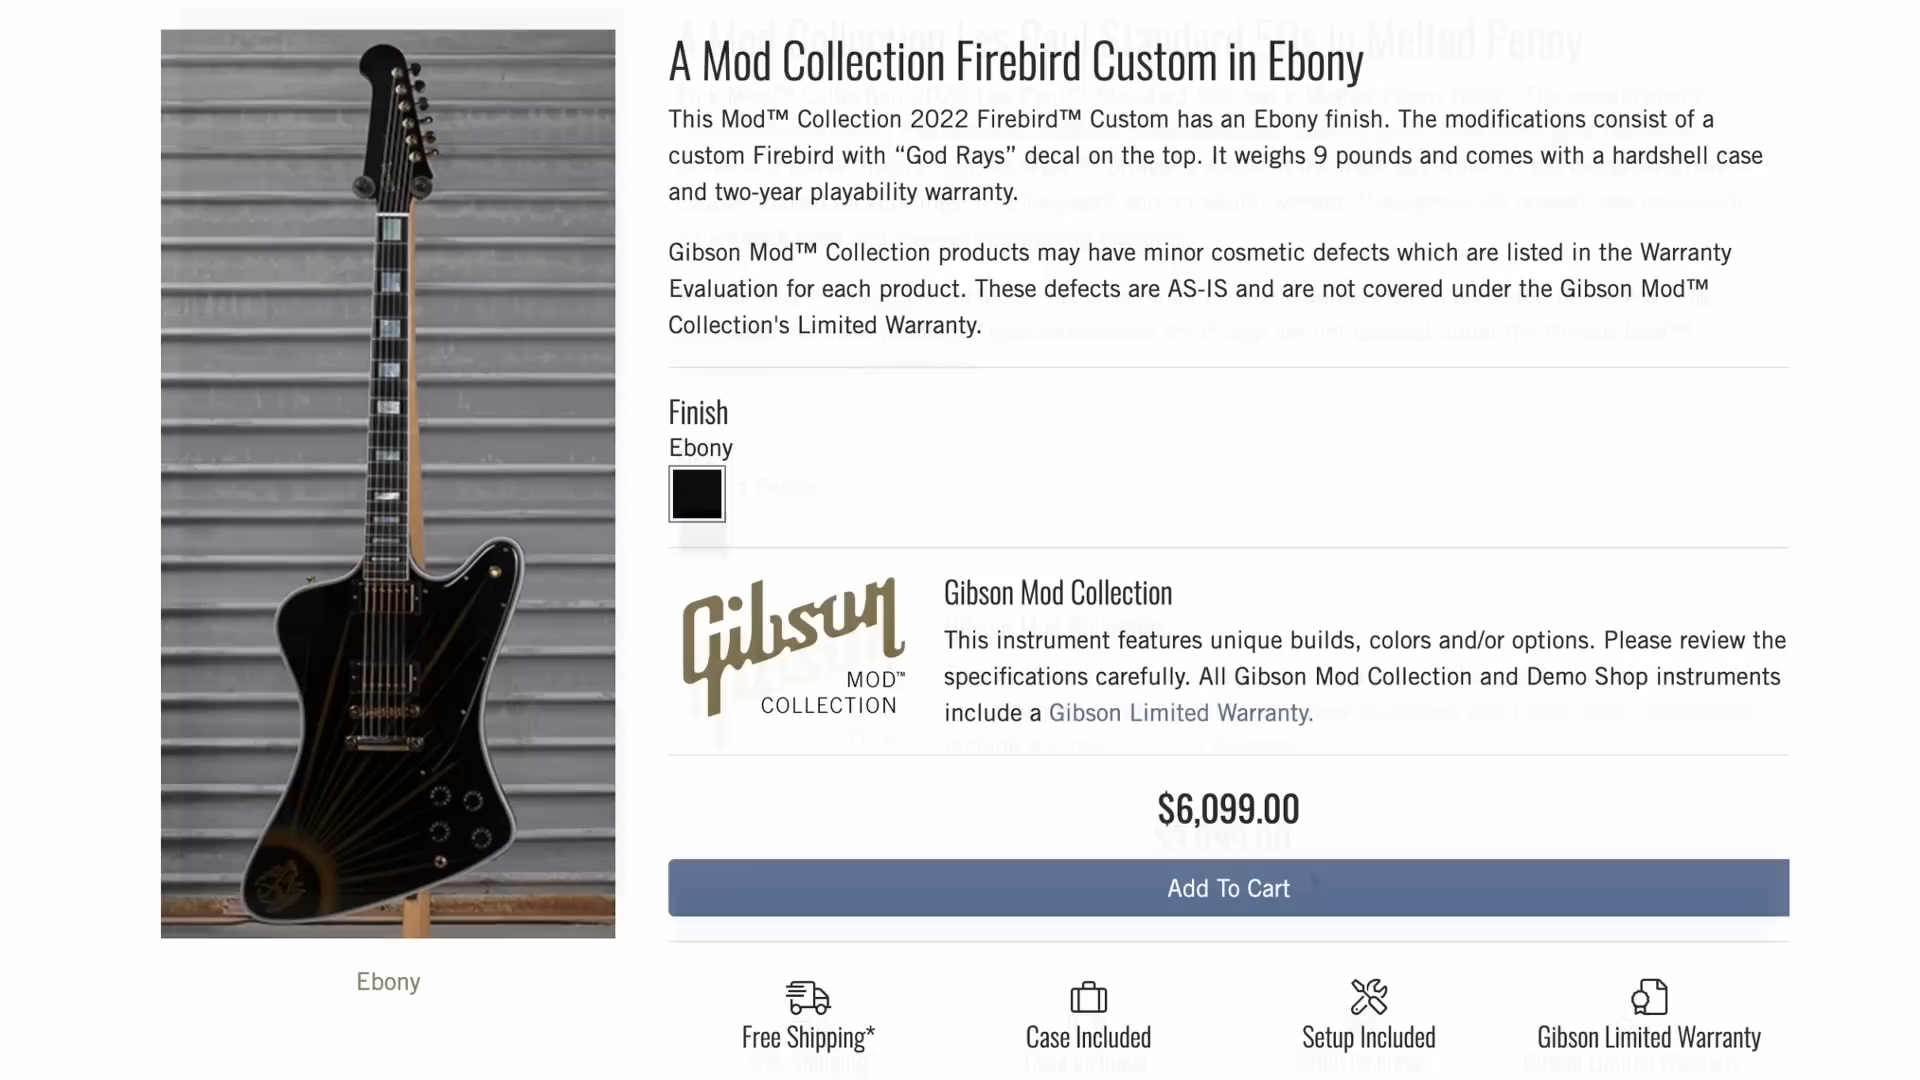 A Mod Collection Firebird Custom in Ebony
This Mod™ Collection 2022 Firebird™ Custom has an Ebony finish. The modifications consist of a
custom Firebird with “God Rays” decal on the top. It weighs 9 pounds and comes with a hardshell case
and two-year playability warranty.
Gibson Mod™ Collection products may have minor cosmetic defects which are listed in the Warranty
Evaluation for each product. These defects are AS-IS and are not covered under the Gibson Mod™
Collection's Limited Warranty.
Finish
Ebony
Gibson
MOD™
COLLECTION
Gibson Mod Collection
This instrument features unique builds, colors and/or options. Please review the
specifications carefully. All Gibson Mod Collection and Demo Shop instruments
include a Gibson Limited Warranty.
$6,099.00
Add To Cart
Ebony
Free Shipping*
Case Included
Setup Included
Gibson Limited Warranty